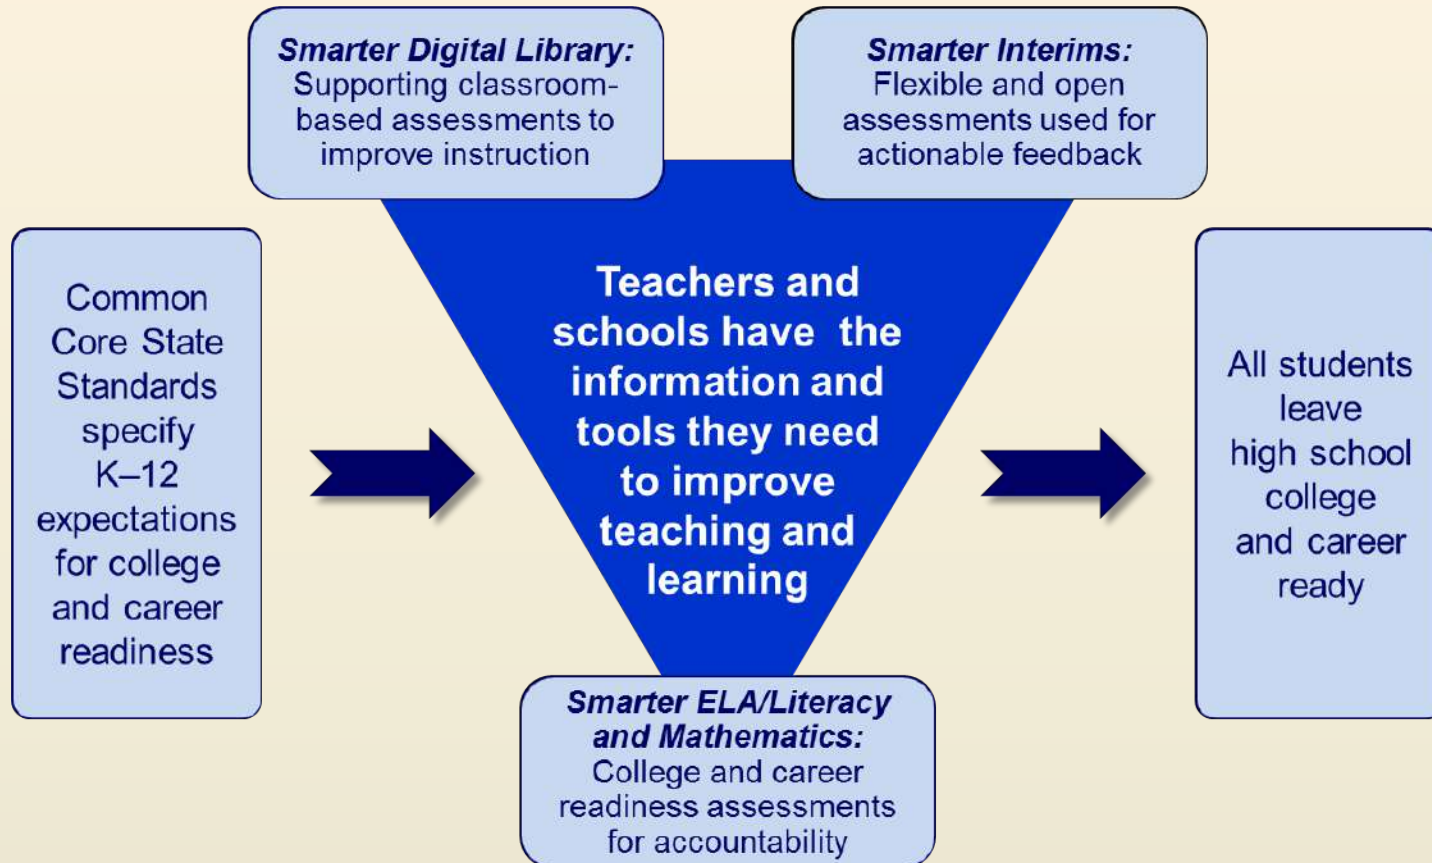 Smarter Digital Library:
Supporting classroom-
based assessments to
improve instruction
Smarter Interims:
Flexible and open
assessments used for
actionable feedback
Common
Core State
Standards
specify
K–12
expectations
for college
and career
readiness
Teachers and
schools have the
information and
tools they need
to improve
teaching and
learning
All students
leave
high school
college
and career
ready
Smarter ELA/Literacy
and Mathematics:
College and career
readiness assessments
for accountability